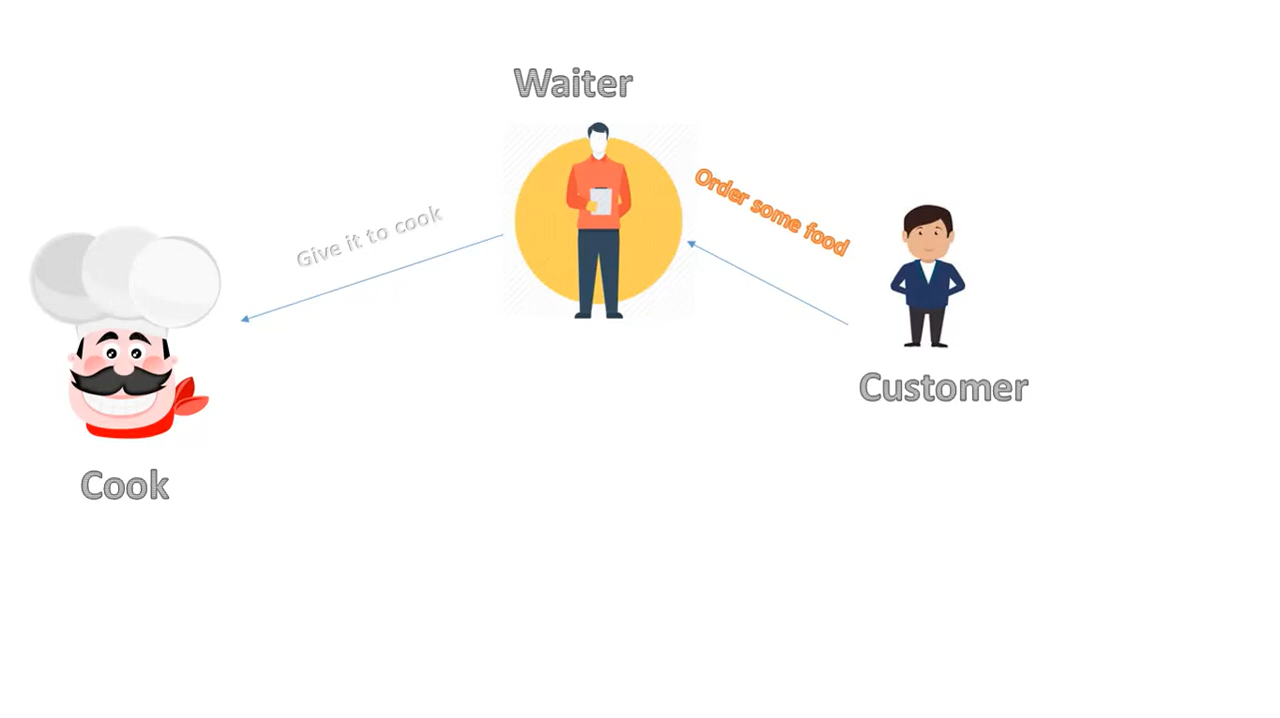 Waiter
Order some food
Give it to cook
Customer
Cook